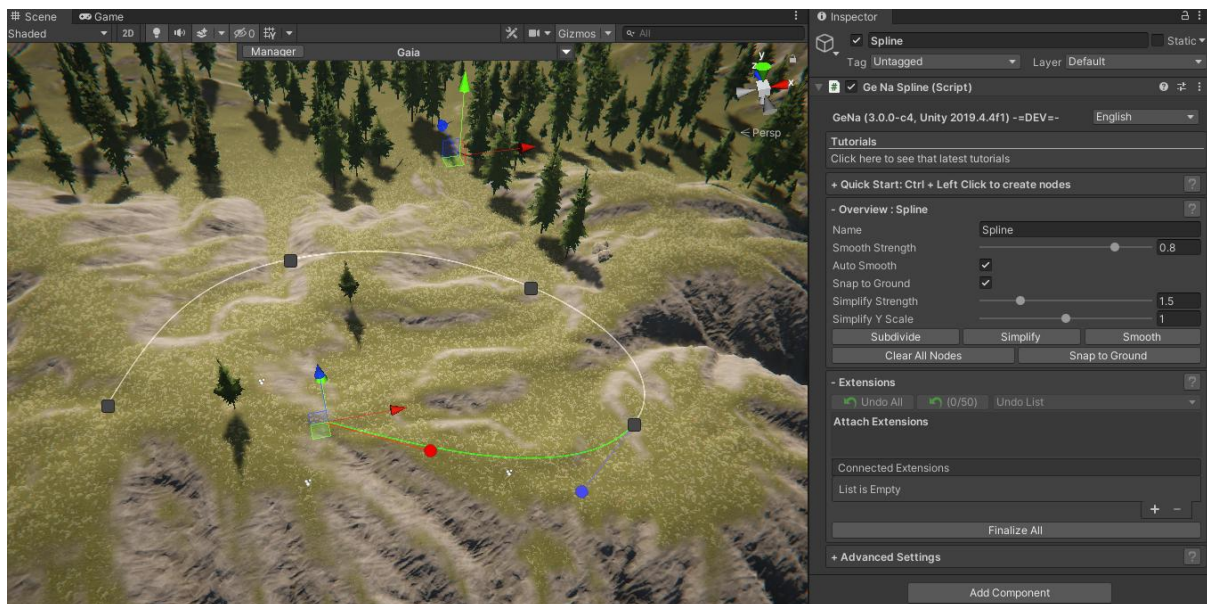 Scene Game
Shaded 2D 0 Gizmos All
Manager Gaia
y
z x
Persp
Inspector
Spline Static
Tag Untagged Layer Default
# Ge Na Spline (Script)
GeNa (3.0.0-c4, Unity 2019.4.4f1) -=DEV=- English
Tutorials
Click here to see that latest tutorials
+ Quick Start: Ctrl + Left Click to create nodes ?
- Overview : Spline ?
Name Spline
Smooth Strength 0.8
Auto Smooth
Snap to Ground
Simplify Strength 1.5
Simplify Y Scale 1
Subdivide Simplify Smooth
Clear All Nodes Snap to Ground
- Extensions ?
Undo All (0/50) Undo List
Attach Extensions
Connected Extensions
List is Empty
+ -
Finalize All
+ Advanced Settings ?
Add Component